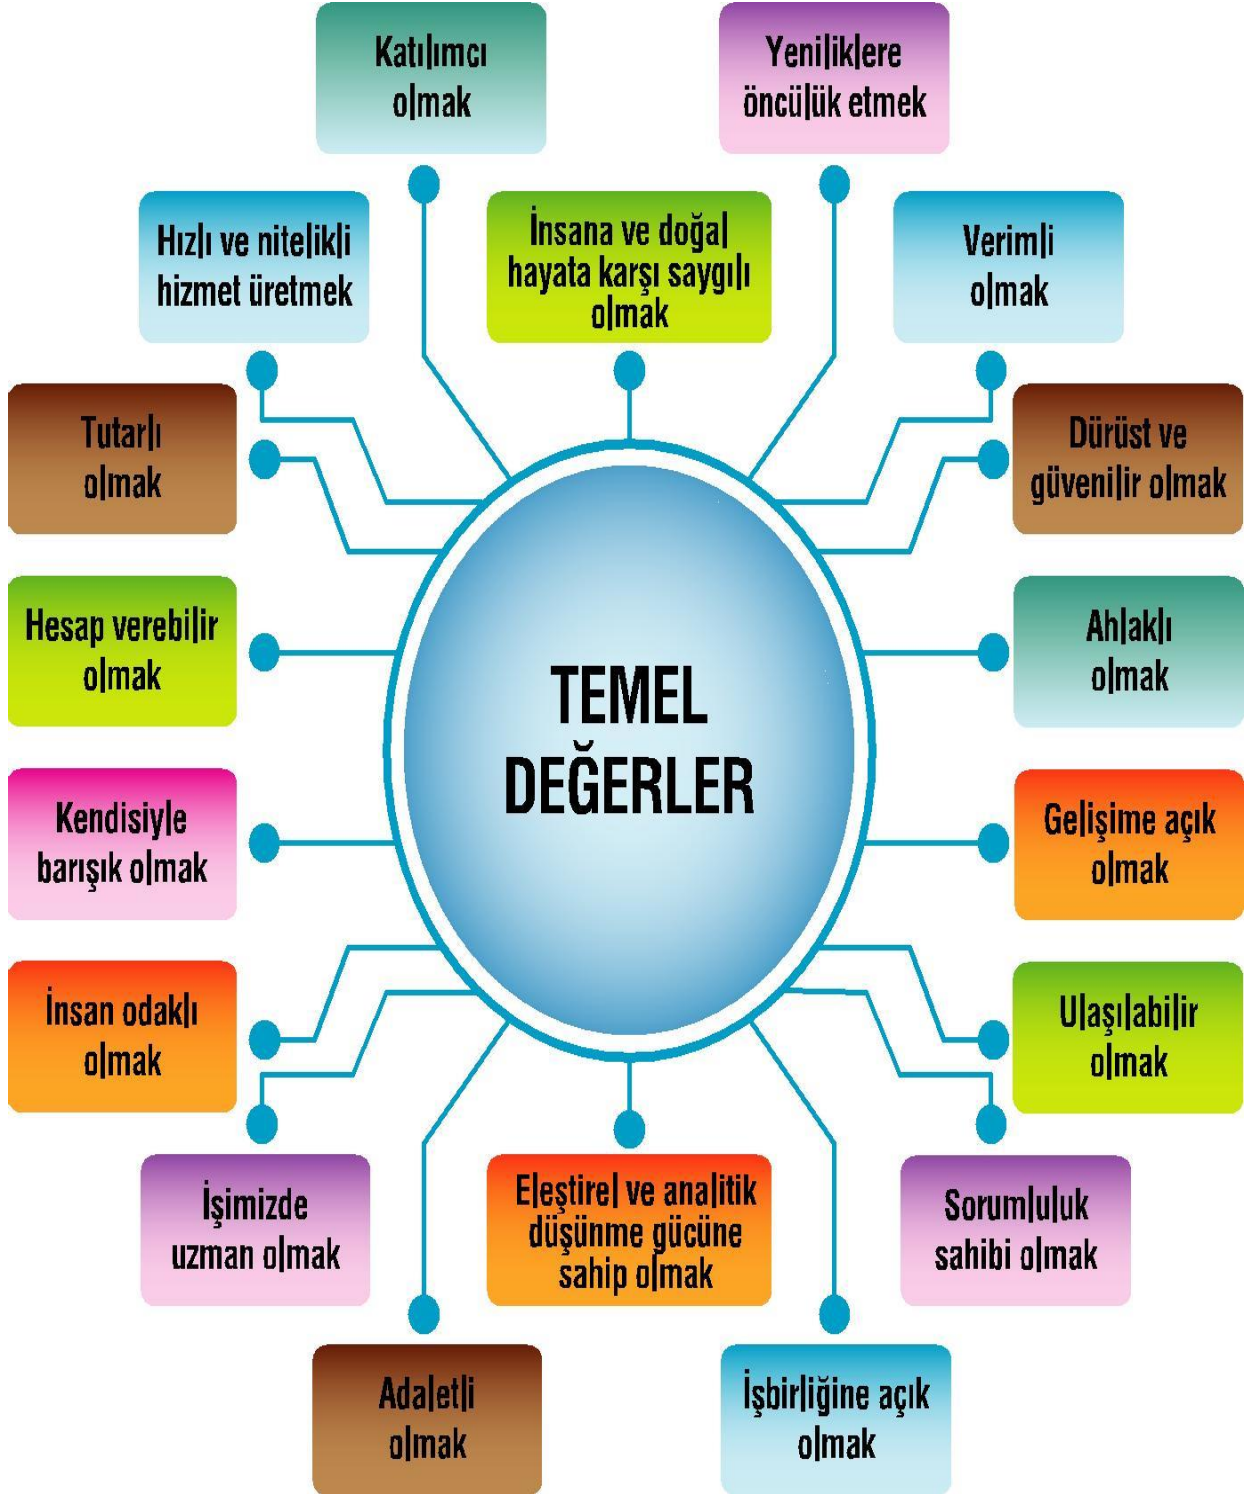 Katılımcı
olmak
Yeniliklere
öncülük etmek
Hızlı ve nitelikli
hizmet üretmek
İnsana ve doğal
hayata karşı saygılı
olmak
Verimli
olmak
Tutarlı
olmak
Dürüst ve
güvenilir olmak
Hesap verebilir
olmak
Ahlaklı
olmak
TEMEL
DEĞERLER
Kendisiyle
barışık olmak
Gelişime açık
olmak
İnsan odaklı
olmak
Ulaşılabilir
olmak
İşimizde
uzman olmak
Eleştirel ve analitik
düşünme gücüne
sahip olmak
Sorumluluk
sahibi olmak
Adaletli
olmak
İşbirliğine açık
olmak